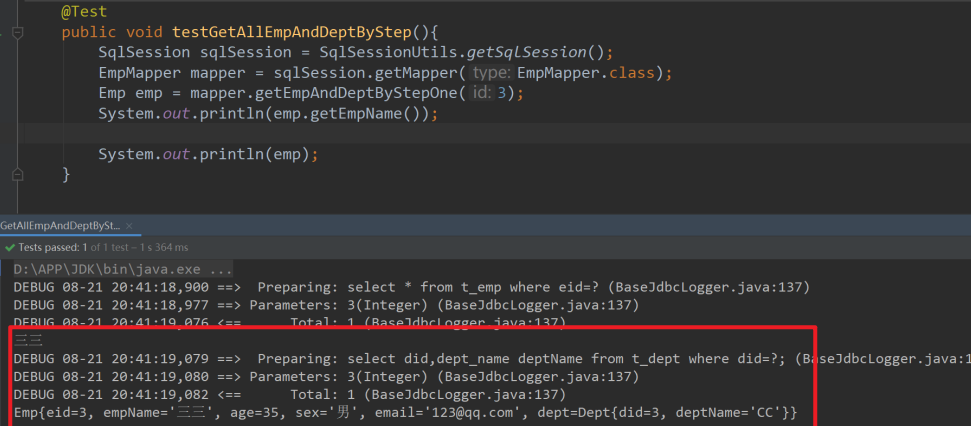 @Test
public void testGetAllEmpAndDeptByStep(){
SqlSession sqlSession = SqlSessionUtils.getSqlSession();
EmpMapper mapper = sqlSession.getMapper( type: EmpMapper.class);
Emp emp = mapper.getEmpAndDeptByStepOne( id: 3);
System.out.println(emp.getEmpName());
System.out.println(emp);
}
GetAllEmpAndDeptBySt... ×
Tests passed: 1 of 1 test – 1 s 364 ms
D:\APP\JDK\bin\java.exe ...
DEBUG 08-21 20:41:18,900 ==>  Preparing: select * from t_emp where eid=? (BaseJdbcLogger.java:137)
DEBUG 08-21 20:41:18,977 ==> Parameters: 3(Integer) (BaseJdbcLogger.java:137)
DEBUG 08-21 20:41:19,076 <==      Total: 1 (BaseJdbcLogger.java:137)
三三
DEBUG 08-21 20:41:19,079 ==>  Preparing: select did,dept_name deptName from t_dept where did=?; (BaseJdbcLogger.java:1
DEBUG 08-21 20:41:19,080 ==> Parameters: 3(Integer) (BaseJdbcLogger.java:137)
DEBUG 08-21 20:41:19,082 <==      Total: 1 (BaseJdbcLogger.java:137)
Emp{eid=3, empName='三三', age=35, sex='男', email='123@qq.com', dept=Dept{did=3, deptName='CC'}}